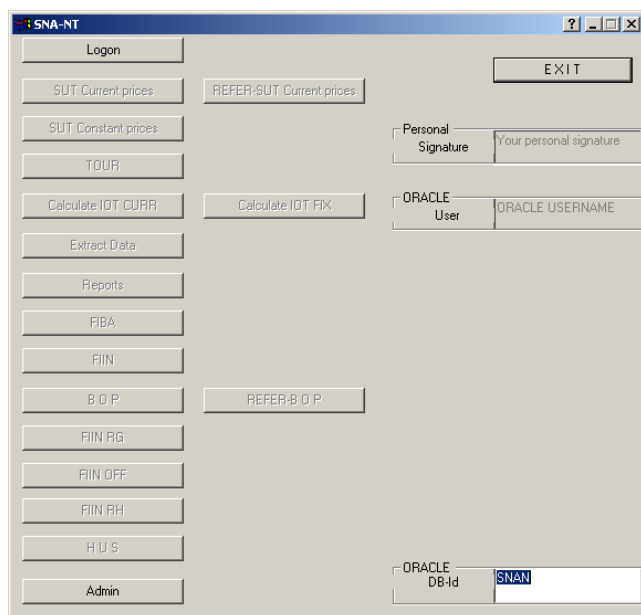 SNA-NT
Logon
EXIT
SUT Current prices
REFER-SUT Current prices
SUT Constant prices
Personal
Signature
Your personal signature
TOUR
Calculate IOT CURR
Calculate IOT FIX
ORACLE
User
ORACLE USERNAME
Extract Data
Reports
FIBA
FIIN
B O P
REFER-B O P
FIIN RG
FIIN OFF
FIIN RH
H U S
Admin
ORACLE
DB-Id
SNAN